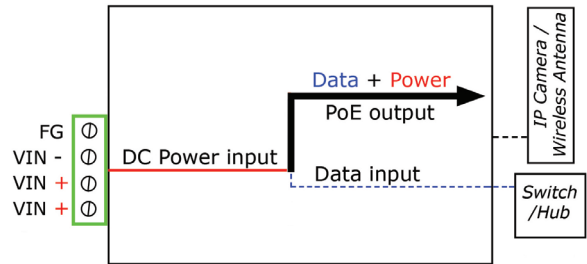 FG
VIN -
VIN +
VIN +
DC Power input
Data + Power
PoE output
Data input
IP Camera /
Wireless Antenna
Switch
/Hub